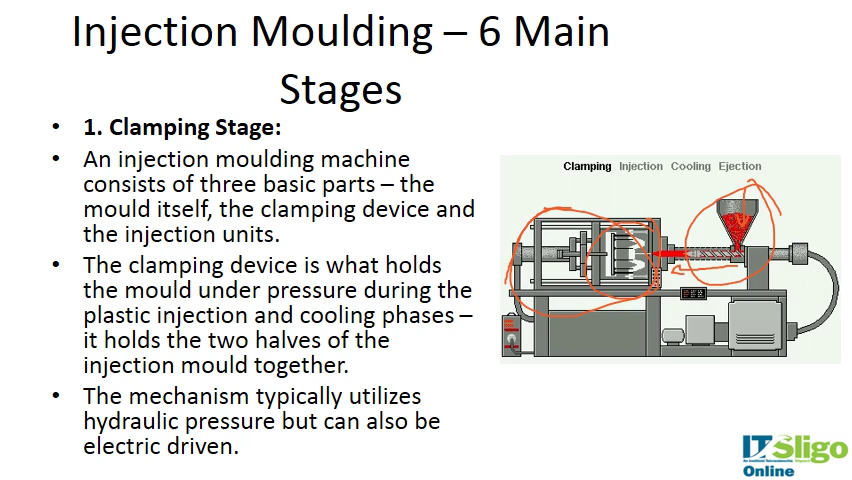 Injection Moulding – 6 Main
Stages
• 1. Clamping Stage:
• An injection moulding machine
consists of three basic parts – the
mould itself, the clamping device and
the injection units.
• The clamping device is what holds
the mould under pressure during the
plastic injection and cooling phases –
it holds the two halves of the
injection mould together.
• The mechanism typically utilizes
hydraulic pressure but can also be
electric driven.
Clamping Injection Cooling Ejection
IT Sligo
Online